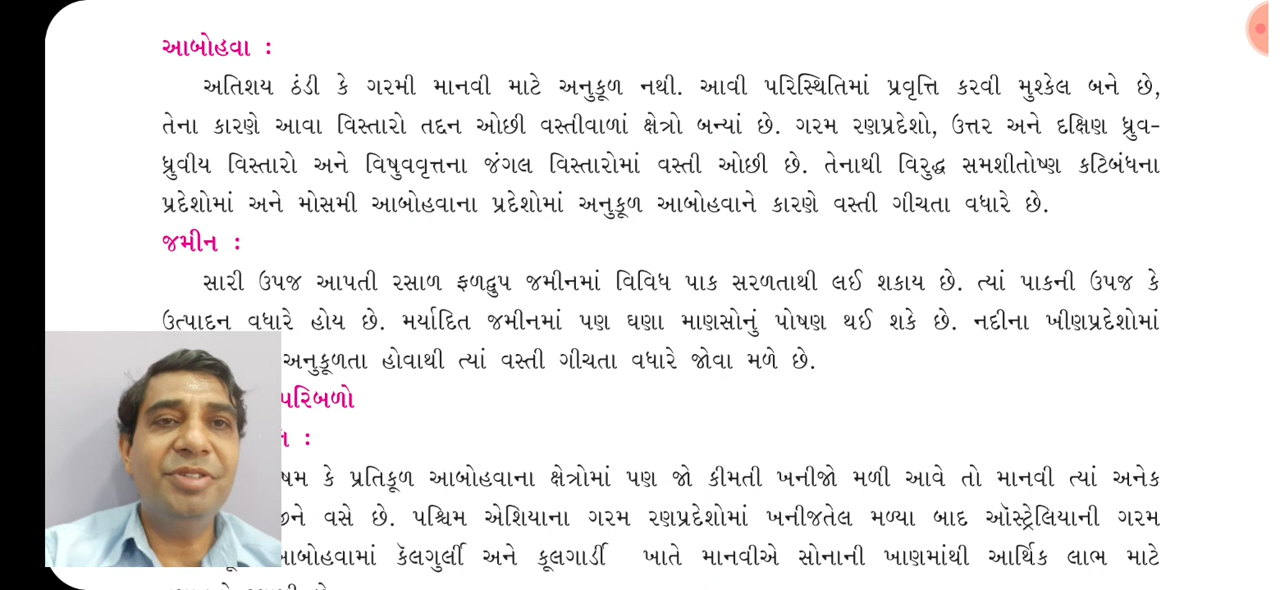 આબોહવા :
અતિશય ઠંડી કે ગરમી માનવી માટે અનુકૂળ નથી. આવી પરિસ્થિતિમાં પ્રવૃત્તિ કરવી મુશ્કેલ બને છે,
તેના કારણે આવા વિસ્તારો તદ્દન ઓછી વસ્તીવાળાં ક્ષેત્રો બન્યાં છે. ગરમ રણપ્રદેશો, ઉત્તર અને દક્ષિણ ધ્રુવ-
ધ્રુવીય વિસ્તારો અને વિષુવવૃત્તના જંગલ વિસ્તારોમાં વસ્તી ઓછી છે. તેનાથી વિરુદ્ધ સમશીતોષ્ણ કટિબંધના
પ્રદેશોમાં અને મોસમી આબોહવાના પ્રદેશોમાં અનુકૂળ આબોહવાને કારણે વસ્તી ગીચતા વધારે છે.
જમીન :
સારી ઉપજ આપતી રસાળ ફળદ્રુપ જમીનમાં વિવિધ પાક સરળતાથી લઈ શકાય છે. ત્યાં પાકની ઉપજ કે
ઉત્પાદન વધારે હોય છે. મર્યાદિત જમીનમાં પણ ઘણા માણસોનું પોષણ થઈ શકે છે. નદીના ખીણપ્રદેશોમાં
અનુકૂળતા હોવાથી ત્યાં વસ્તી ગીચતા વધારે જોવા મળે છે.
પરિબળો
:
કે પ્રતિકૂળ આબોહવાના ક્ષેત્રોમાં પણ જો કીમતી ખનીજો મળી આવે તો માનવી ત્યાં અનેક
વસે છે. પશ્ચિમ એશિયાના ગરમ રણપ્રદેશોમાં ખનીજતેલ મળ્યા બાદ ઑસ્ટ્રેલિયાની ગરમ
આબોહવામાં કૅલગુર્લી અને કૂલગાર્ડી ખાતે માનવીએ સોનાની ખાણમાંથી આર્થિક લાભ માટે